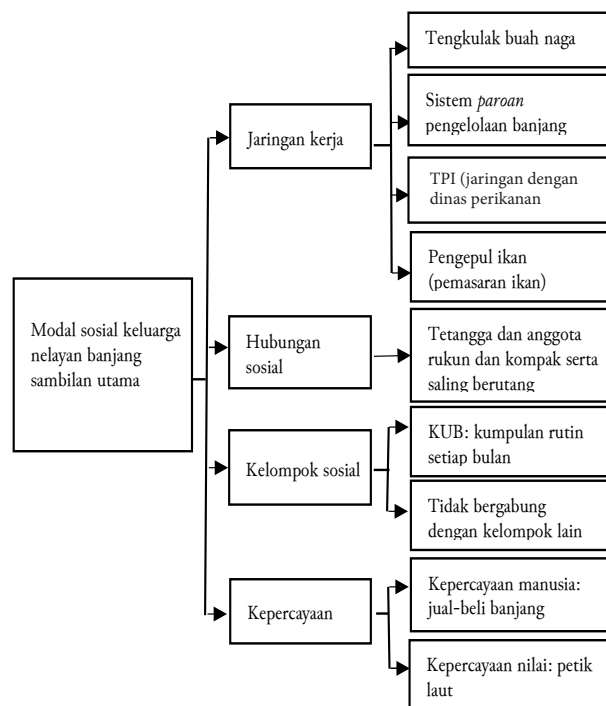 Modal sosial keluarga
nelayan banjang
sambilan utama
Jaringan kerja
Tengkulak buah naga
Sistem paroan
pengelolaan banjang
TPI (jaringan dengan
dinas perikanan
Pengepul ikan
(pemasaran ikan)
Hubungan
sosial
Tetangga dan anggota
rukun dan kompak serta
saling berutang
Kelompok sosial
KUB: kumpulan rutin
setiap bulan
Tidak bergabung
dengan kelompok lain
Kepercayaan
Kepercayaan manusia:
jual-beli banjang
Kepercayaan nilai: petik
laut